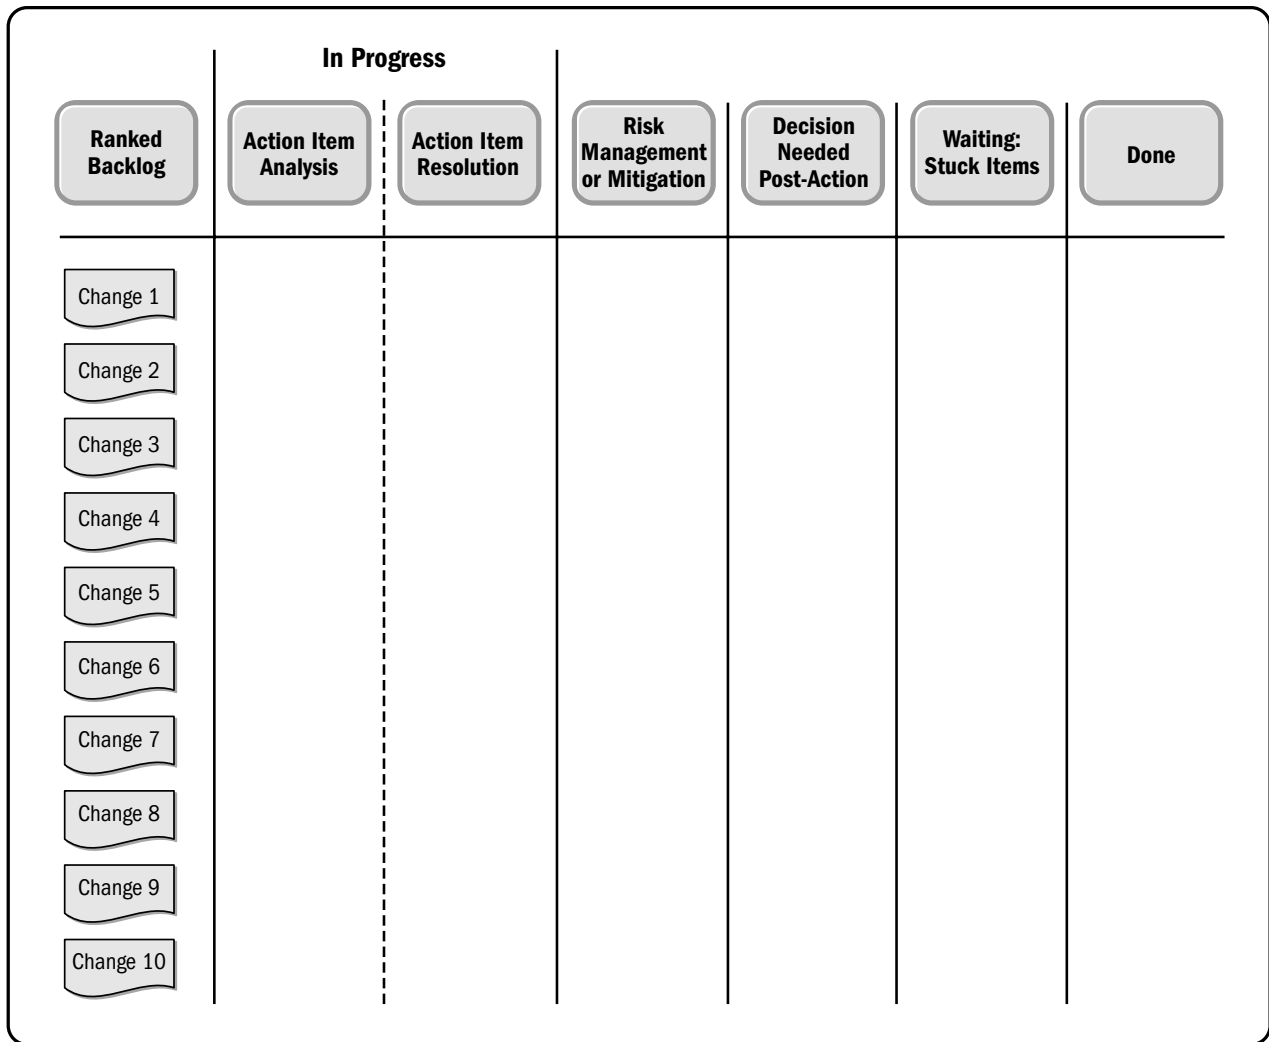 In Progress
Ranked
Backlog
Action Item
Analysis
Action Item
Resolution
Risk
Management
or Mitigation
Decision
Needed
Post-Action
Waiting:
Stuck Items
Done
Change 1
Change 2
Change 3
Change 4
Change 5
Change 6
Change 7
Change 8
Change 9
Change 10